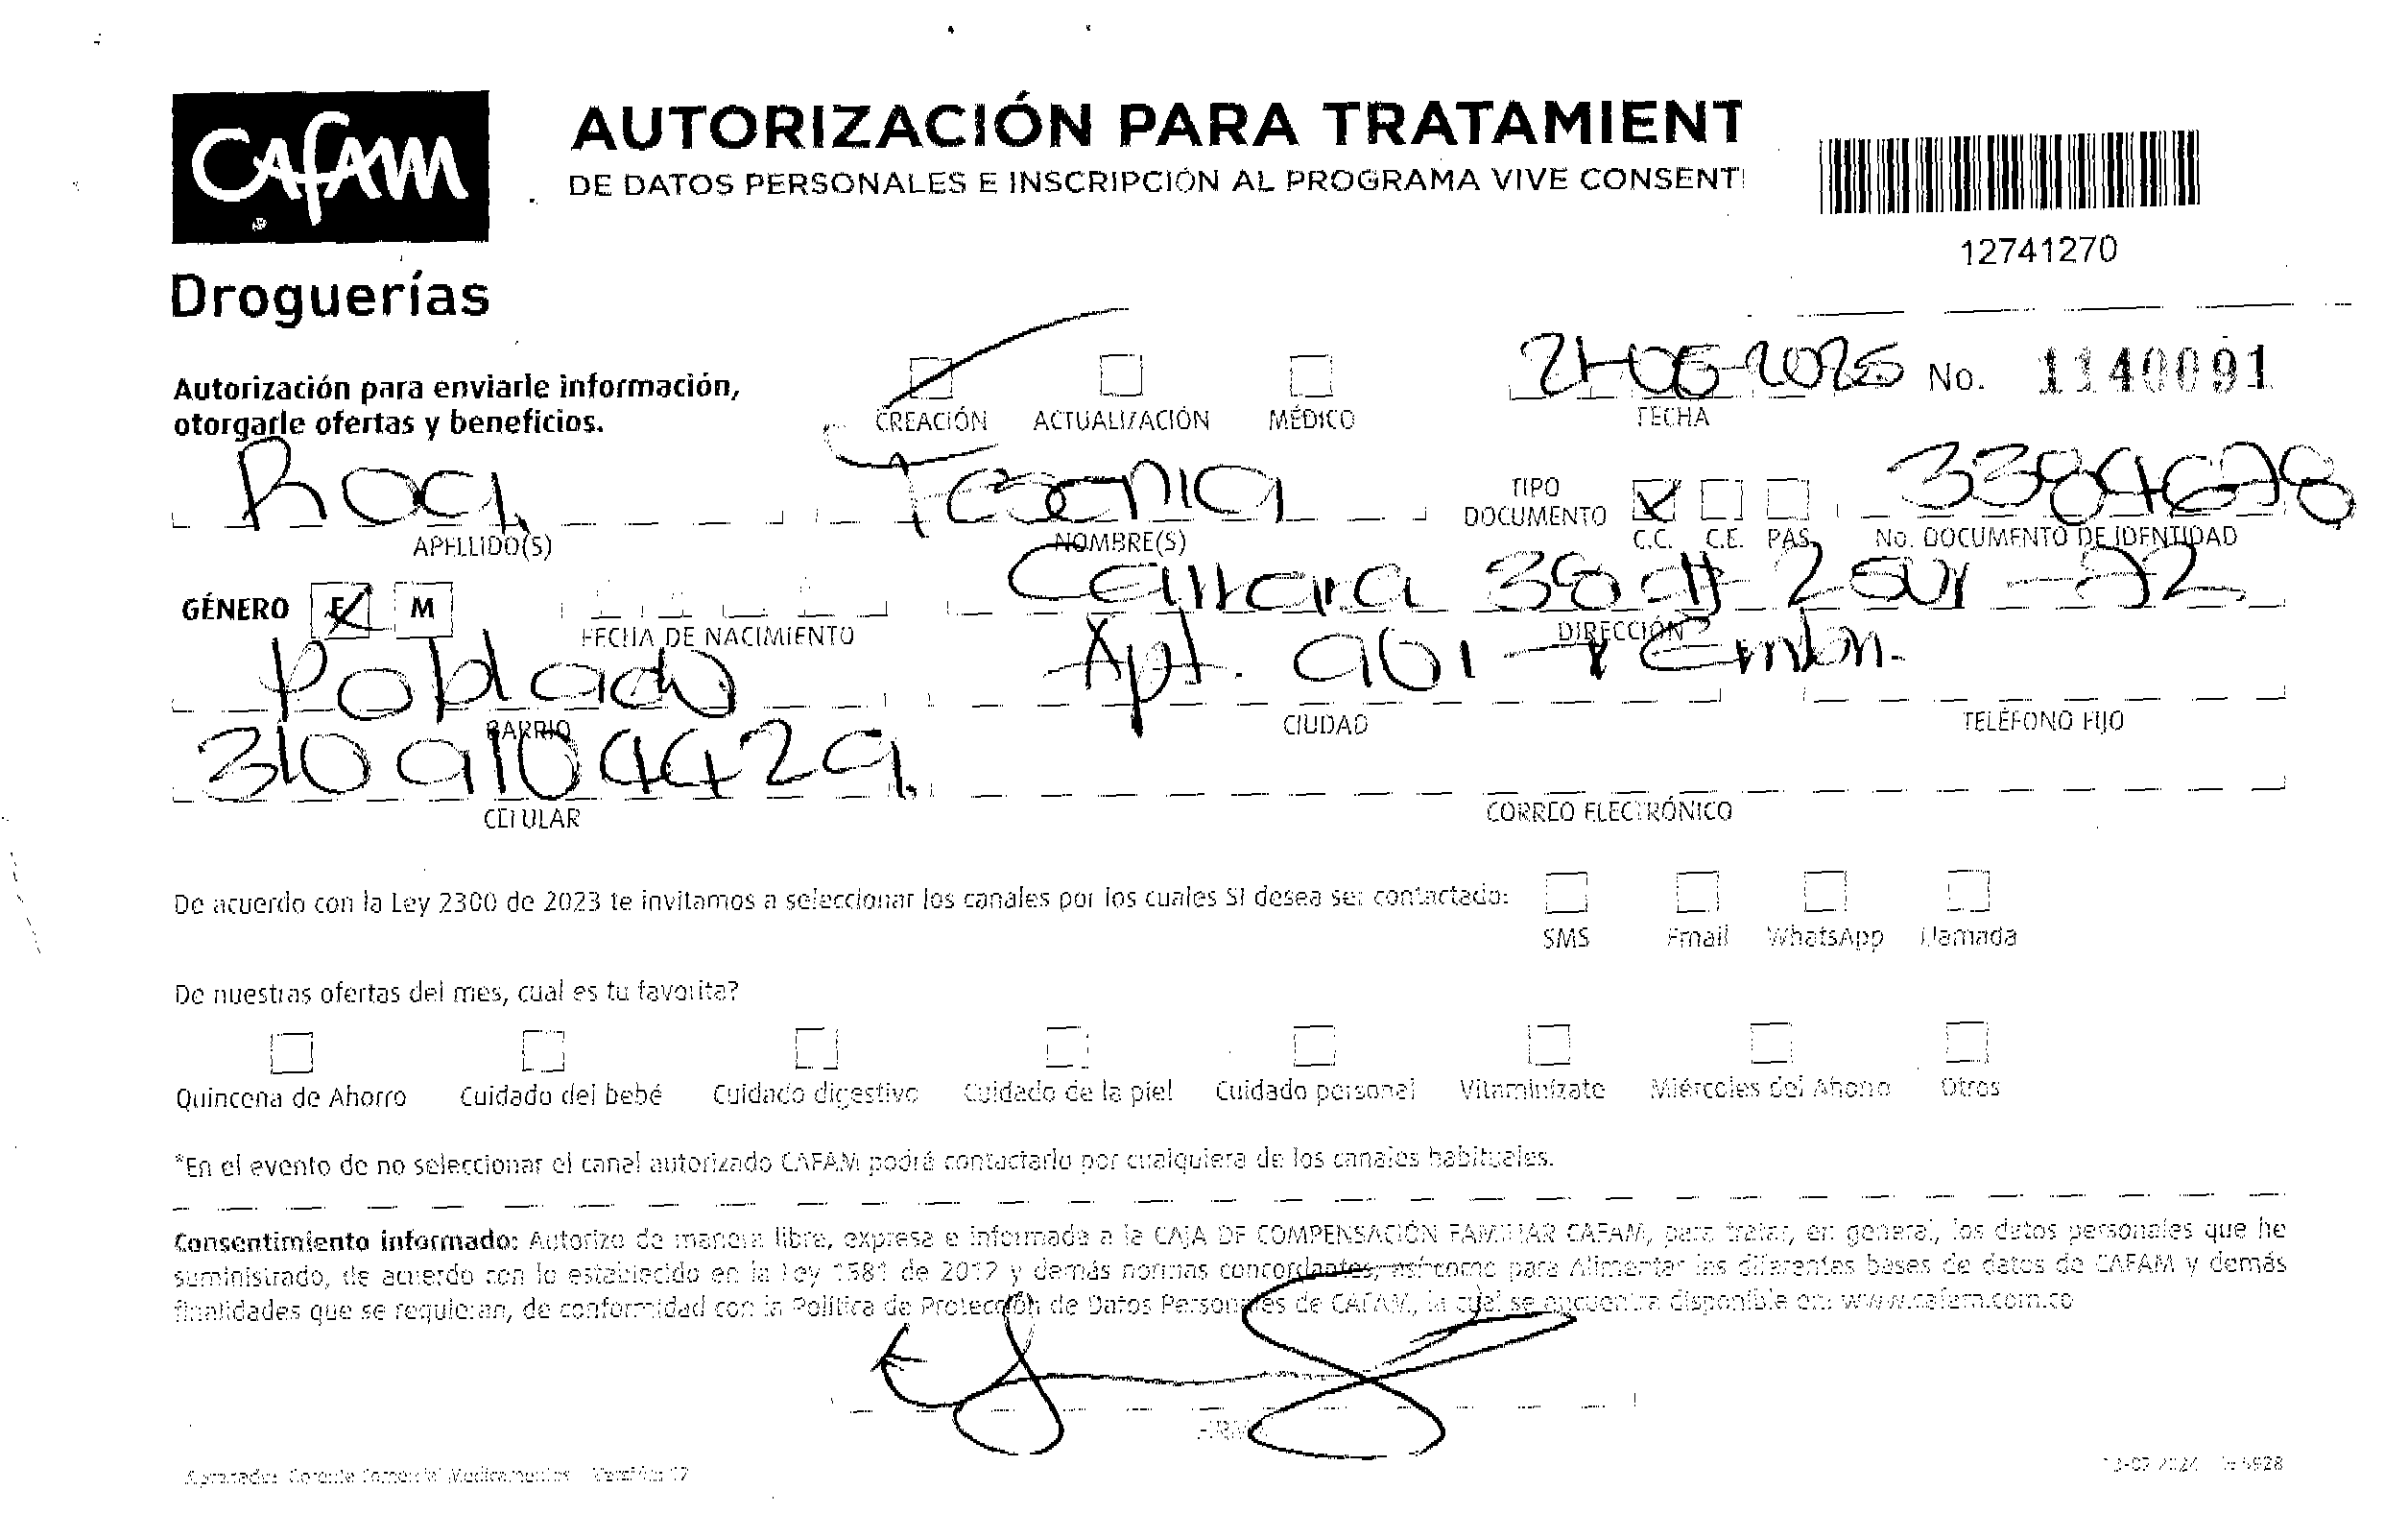 CAFAM
Droguerías
AUTORIZACIÓN PARA TRATAMIENT
DE DATOS PERSONALES E INSCRIPCIÓN AL PROGRAMA VIVE CONSENTI
12741270
Autorización para enviarle información,
otorgarle ofertas y beneficios.
CREACIÓN ACTUALIZACIÓN MÉDICO
21-06-2025 No. 1140091
FECHA
Roa
APELLIDO(S) NOMBRE(S)
TIPO
DOCUMENTO C.C. C.E. PAS.
No. DOCUMENTO DE IDENTIDAD
GÉNERO F M
FECHA DE NACIMIENTO
DIRECCIÓN
Poblado Apt. 901
BARRIO CIUDAD TELÉFONO FIJO
3109104429
CELULAR CORREO ELECTRÓNICO
De acuerdo con la Ley 2300 de 2023 te invitamos a seleccionar los canales por los cuales SI desea ser contactado:
SMS Email WhatsApp Llamada
De nuestras ofertas del mes, cual es tu favorita?
Quincena de Ahorro Cuidado del bebé Cuidado digestivo Cuidado de la piel Cuidado personal Vitaminízate Miércoles del Ahorro Otros
*En el evento de no seleccionar el canal autorizado CAFAM podrá contactarlo por cualquiera de los canales habituales.
Consentimiento informado: Autorizo de manera libre, expresa e informada a la CAJA DE COMPENSACIÓN FAMILIAR CAFAM, para tratar, en general, los datos personales que he
suministrado, de acuerdo con lo establecido en la ley 1581 de 2012 y demás normas concordantes, así como para Alimentar las diferentes bases de datos de CAFAM y demás
finalidades que se requieran, de conformidad con la Política de Protección de Datos Personales de CAFAM, la cual se encuentra disponible en: www.cafam.com.co
FIRMA